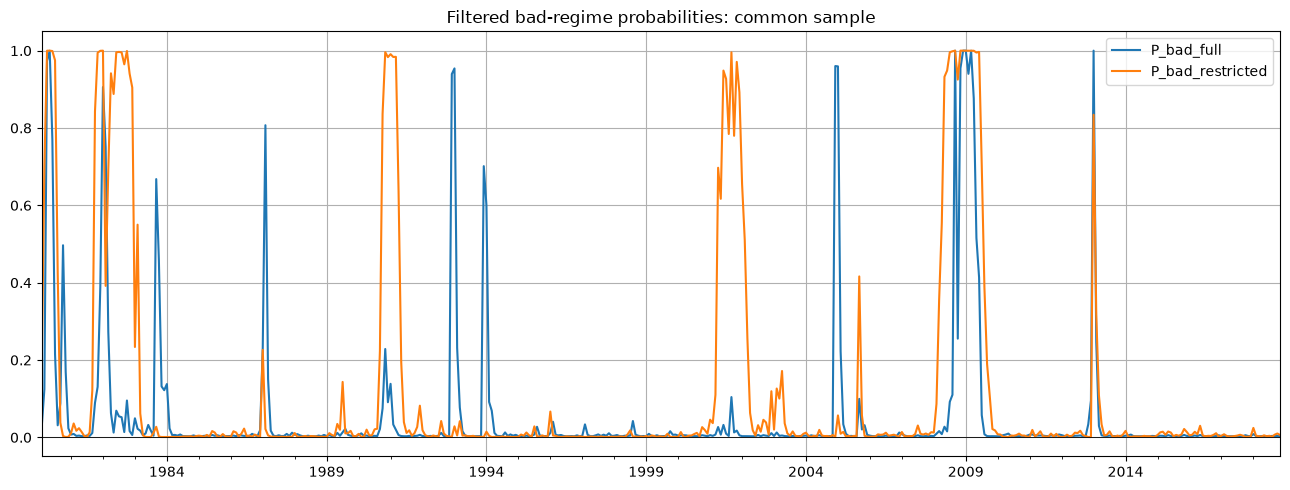 Filtered bad-regime probabilities: common sample
P_bad_full
P_bad_restricted
1.0
0.8
0.6
0.4
0.2
0.0
1984 1989 1994 1999 2004 2009 2014